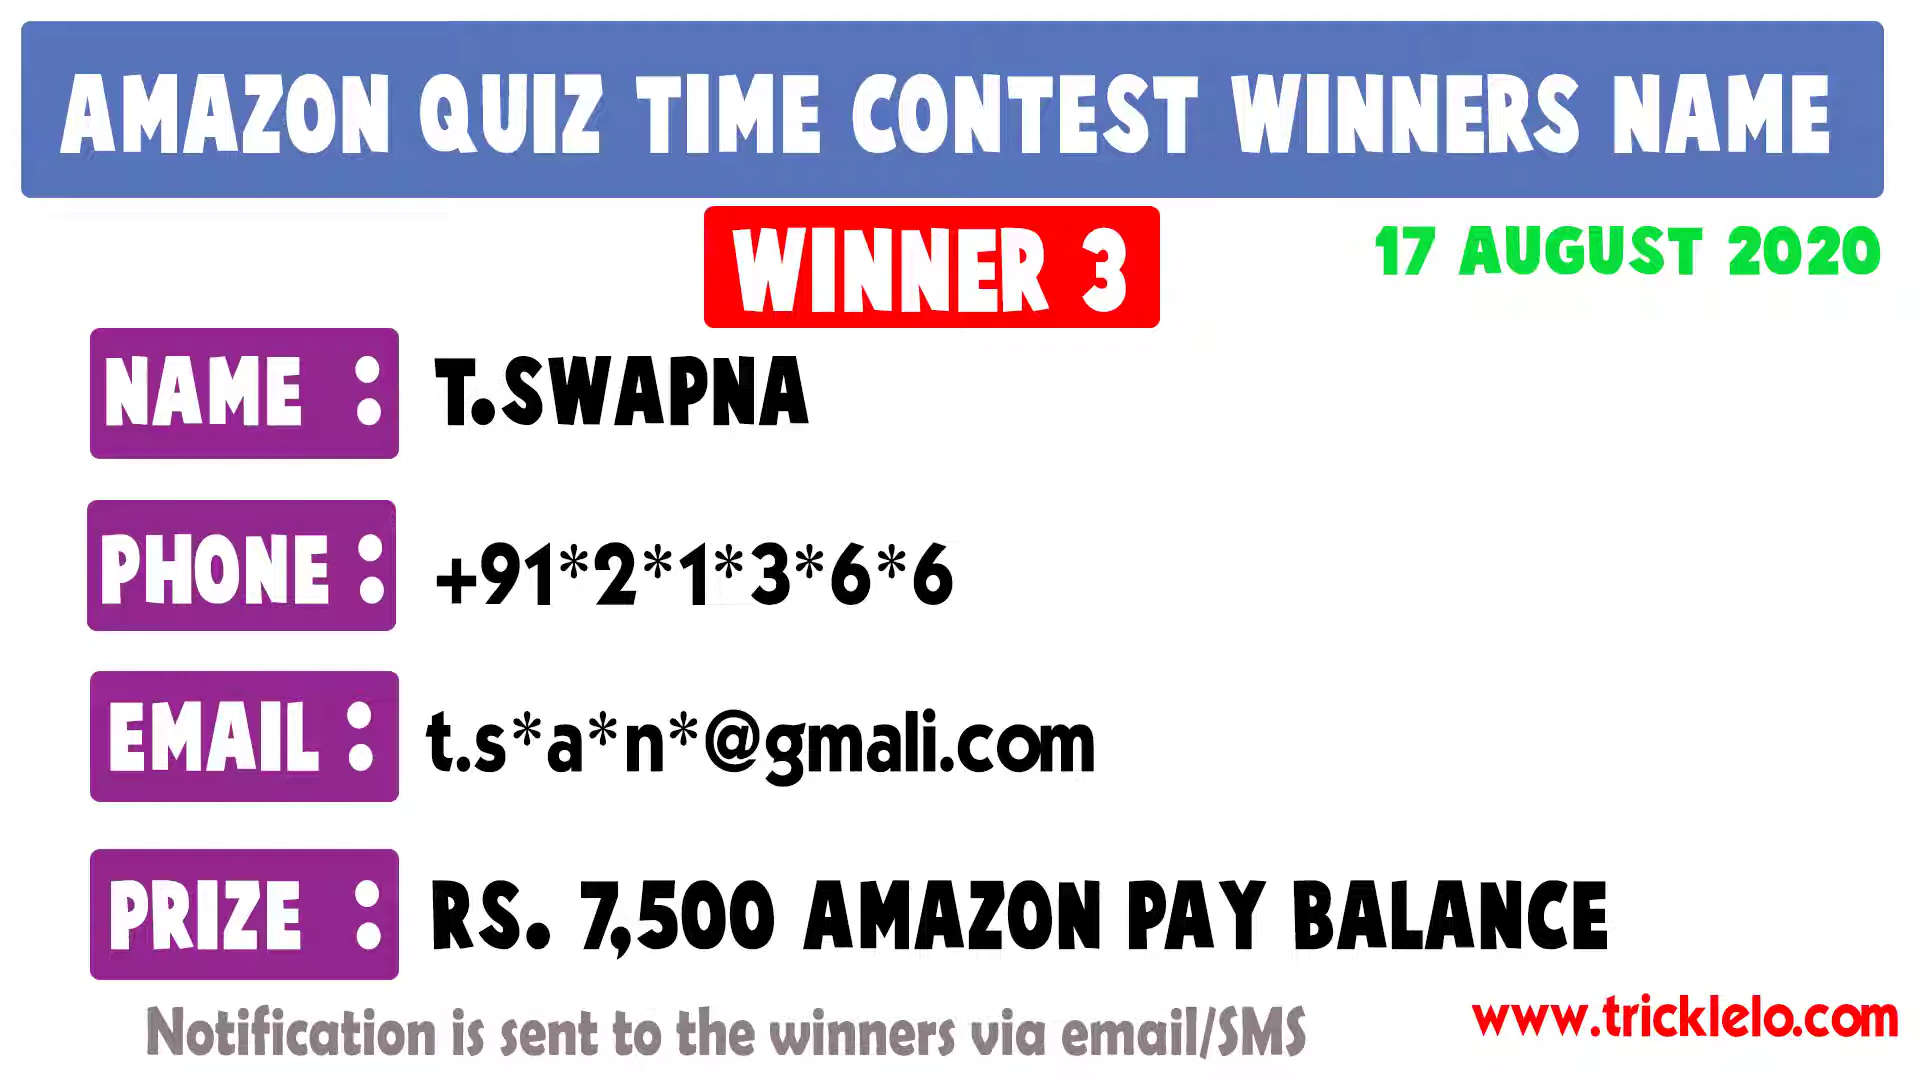 AMAZON QUIZ TIME CONTEST WINNERS NAME
WINNER 3
17 AUGUST 2020
NAME : T.SWAPNA
PHONE : +91*2*1*3*6*6
EMAIL : t.s*a*n*@gmali.com
PRIZE : RS. 7,500 AMAZON PAY BALANCE
Notification is sent to the winners via email/SMS
www.tricklelo.com